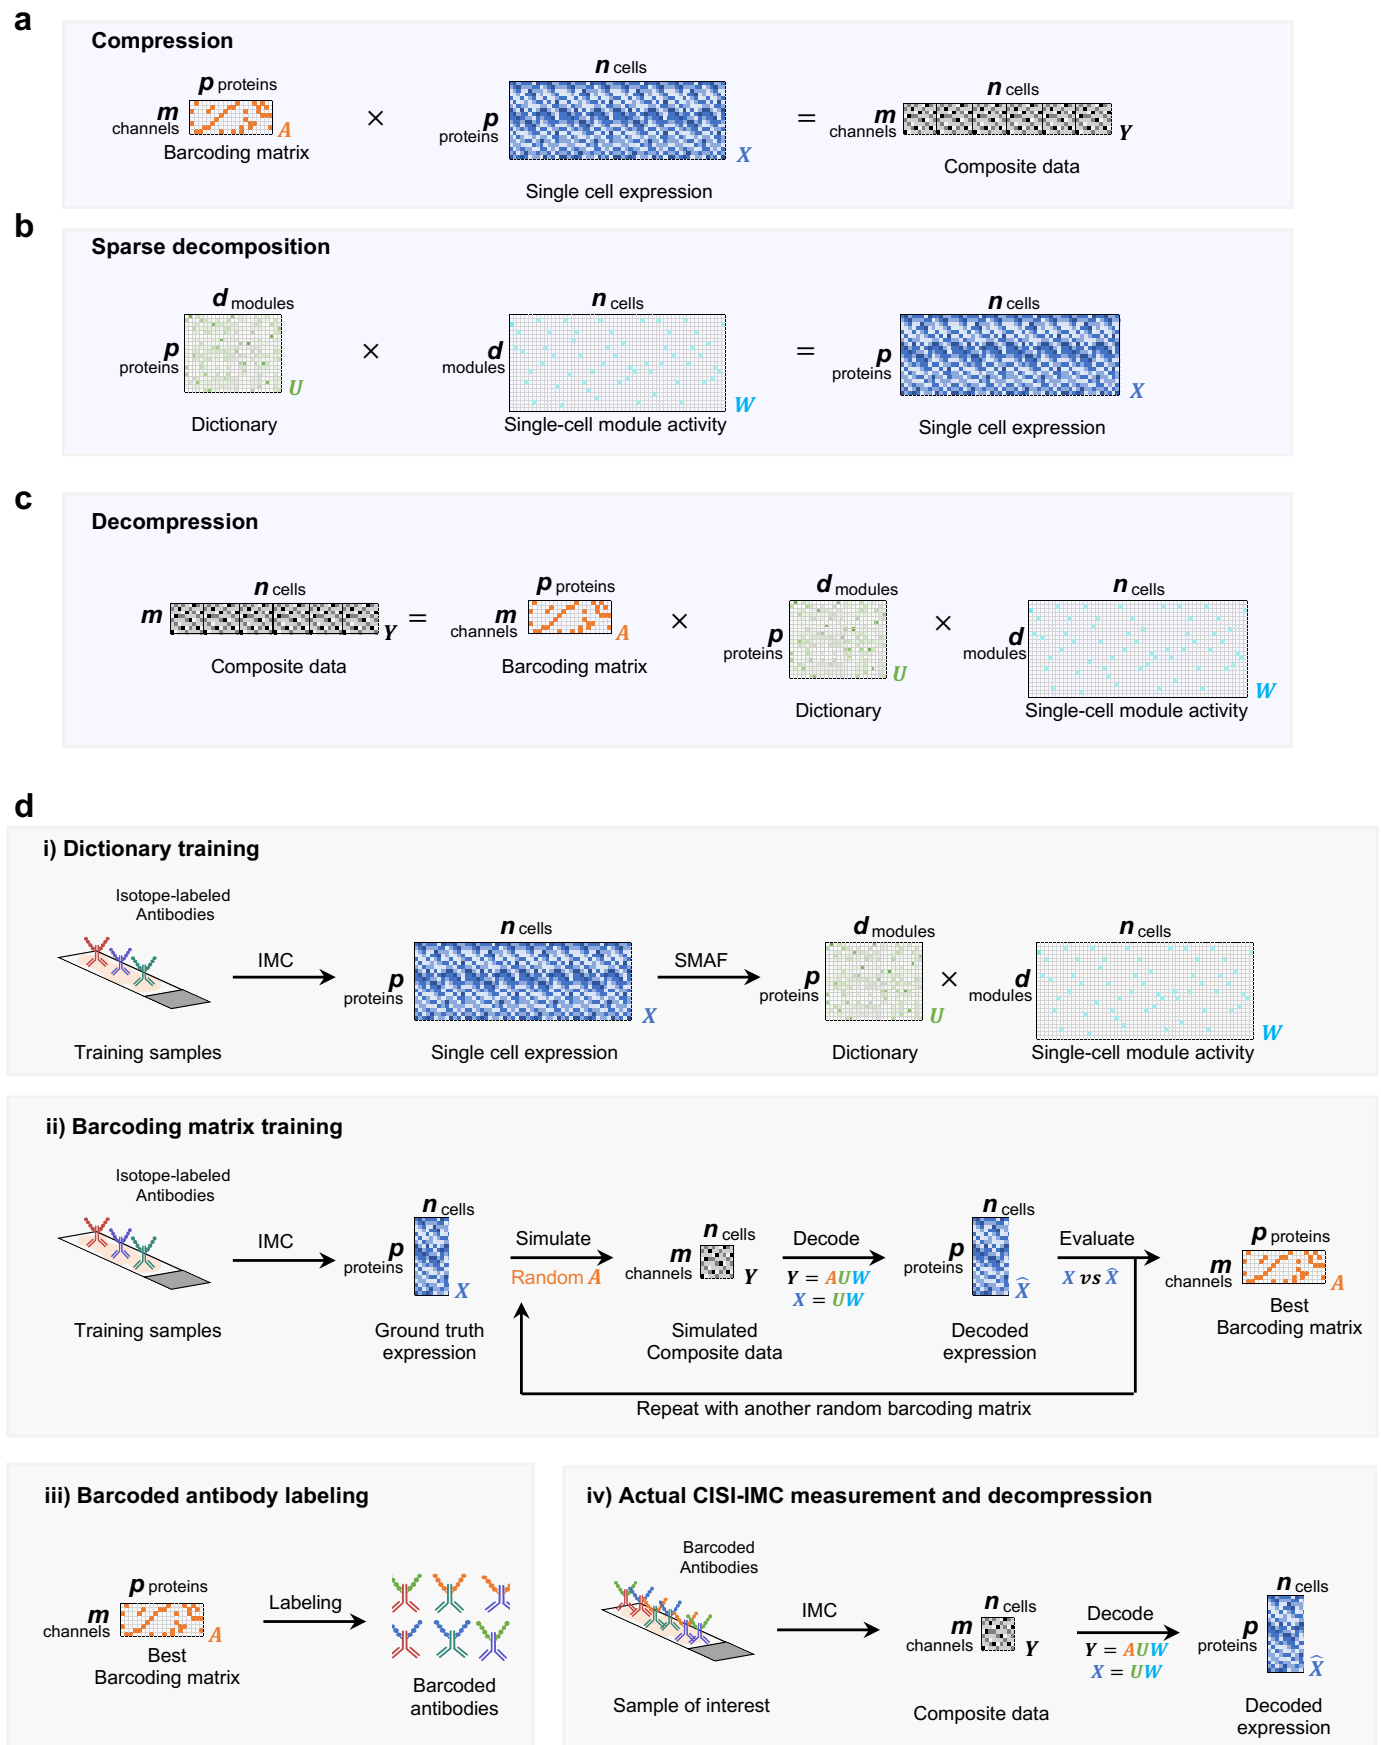 a
Compression
p proteins
m
channels
A
Barcoding matrix
×
n cells
p
proteins
X
Single cell expression
=
n cells
m
channels
Y
Composite data
b
Sparse decomposition
d modules
p
proteins
U
Dictionary
×
n cells
d
modules
W
Single-cell module activity
=
n cells
p
proteins
X
Single cell expression
c
Decompression
n cells
m
Y
Composite data
=
p proteins
m
channels
A
Barcoding matrix
×
d modules
p
proteins
U
Dictionary
×
n cells
d
modules
W
Single-cell module activity
d
i) Dictionary training
Isotope-labeled
Antibodies
Training samples
IMC
n cells
p
proteins
X
Single cell expression
SMAF
d modules
p
proteins
U
Dictionary
×
n cells
d
modules
W
Single-cell module activity
ii) Barcoding matrix training
Isotope-labeled
Antibodies
Training samples
IMC
n cells
p
proteins
X
Ground truth
expression
Simulate
Random A
n cells
m
channels
Y
Simulated
Composite data
Decode
Y = AUW
X = UW
n cells
p
proteins
X̂
Decoded
expression
Evaluate
X vs X̂
p proteins
m
channels
A
Best
Barcoding matrix
Repeat with another random barcoding matrix
iii) Barcoded antibody labeling
p proteins
m
channels
A
Best
Barcoding matrix
Labeling
Barcoded
antibodies
iv) Actual CISI-IMC measurement and decompression
Barcoded
Antibodies
Sample of interest
IMC
n cells
m
channels
Y
Composite data
Decode
Y = AUW
X = UW
n cells
p
proteins
X̂
Decoded
expression